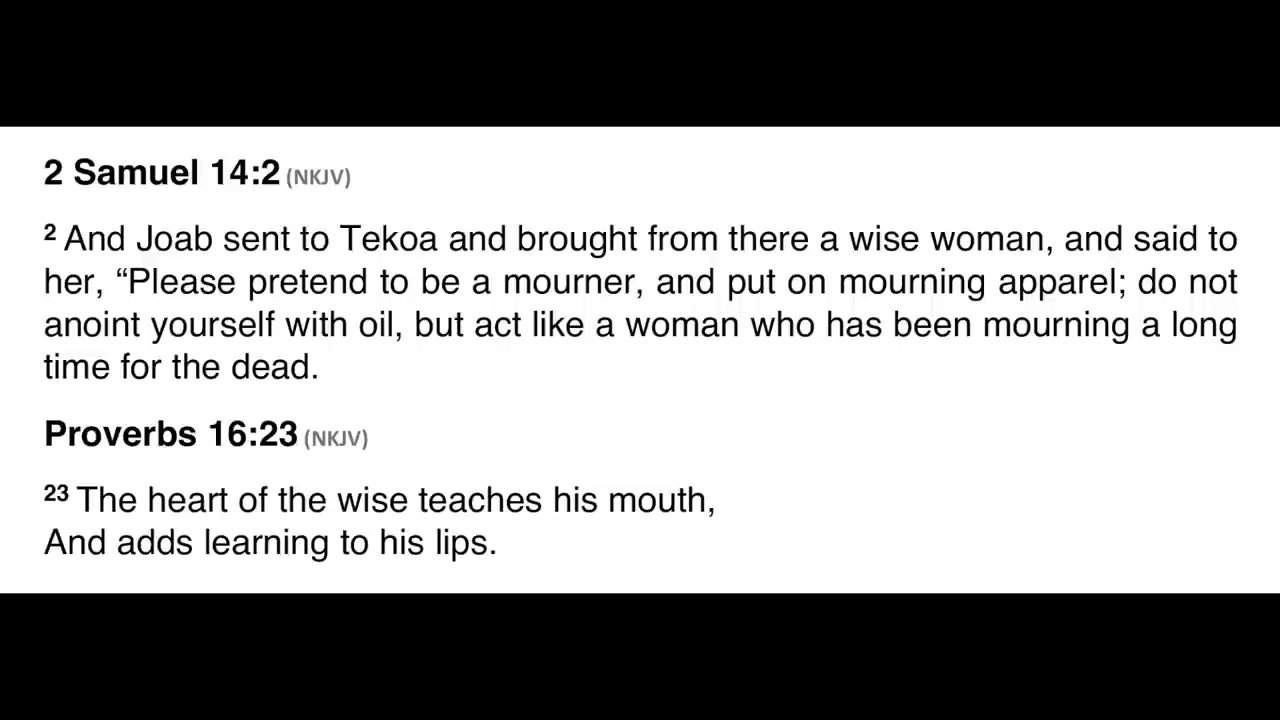 2 Samuel 14:2 (NKJV)
2 And Joab sent to Tekoa and brought from there a wise woman, and said to
her, “Please pretend to be a mourner, and put on mourning apparel; do not
anoint yourself with oil, but act like a woman who has been mourning a long
time for the dead.
Proverbs 16:23 (NKJV)
23 The heart of the wise teaches his mouth,
And adds learning to his lips.